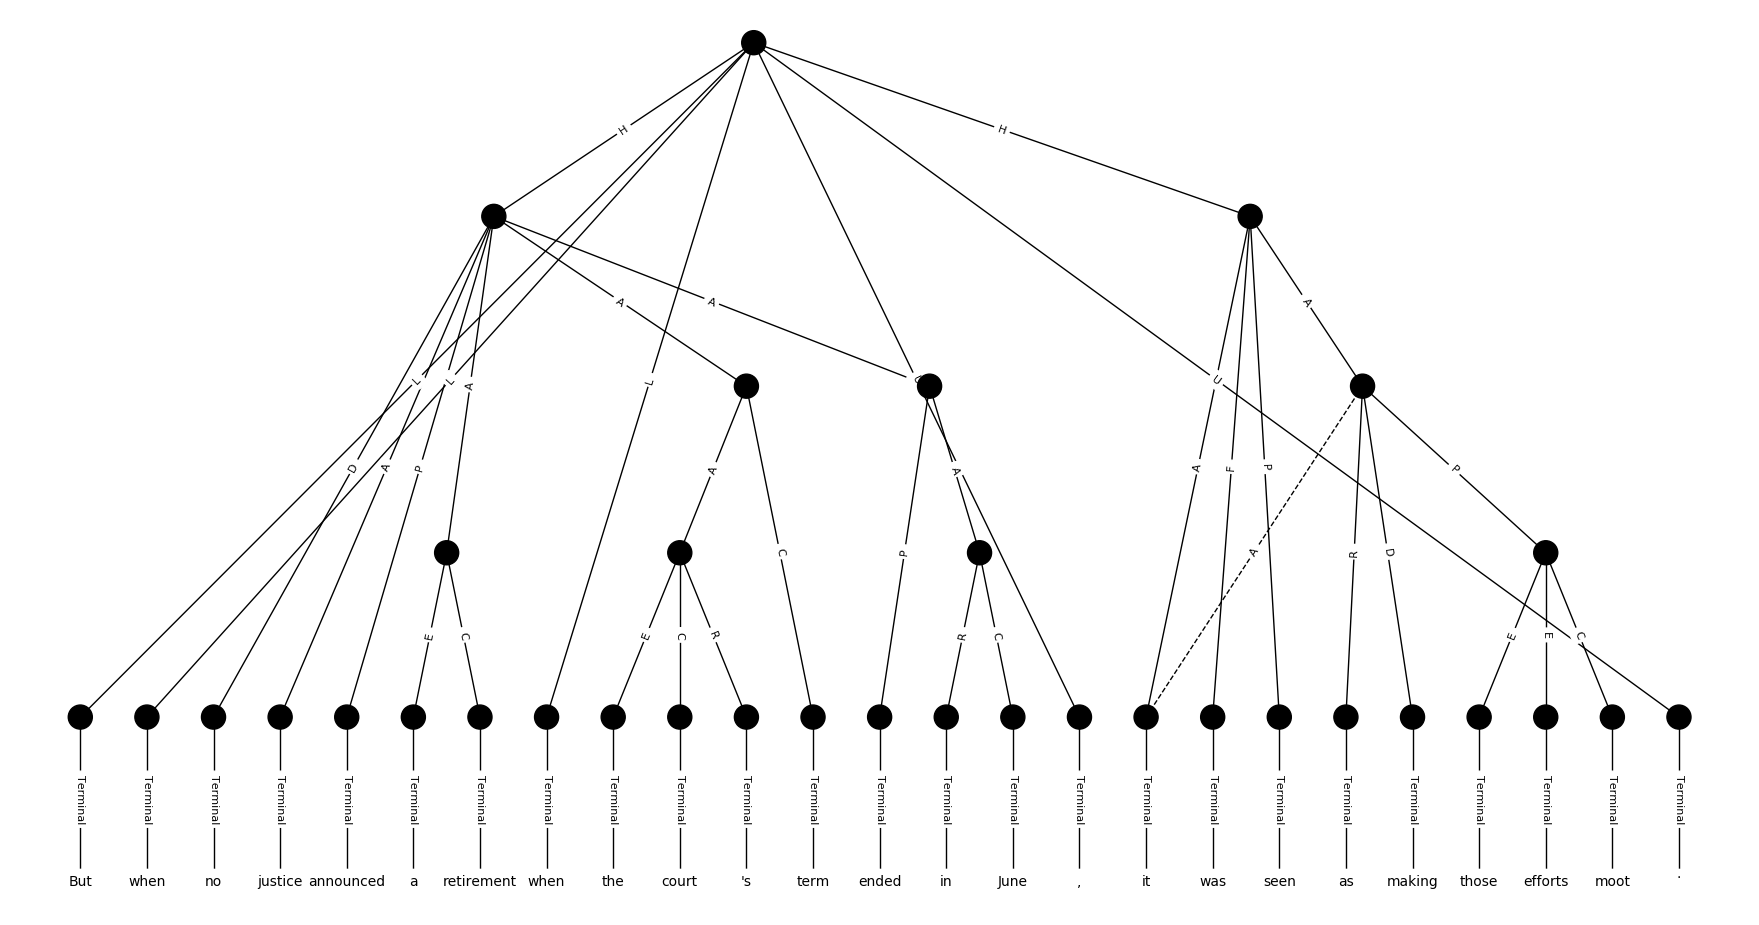 H H
A A A
L L L U U A
D A P A F P A R P
P A R D
E C E C R C R C E E C
Terminal Terminal Terminal Terminal Terminal Terminal Terminal Terminal Terminal Terminal Terminal Terminal Terminal Terminal Terminal Terminal Terminal Terminal Terminal Terminal Terminal Terminal Terminal Terminal Terminal
But when no justice announced a retirement when the court 's term ended in June , it was seen as making those efforts moot .